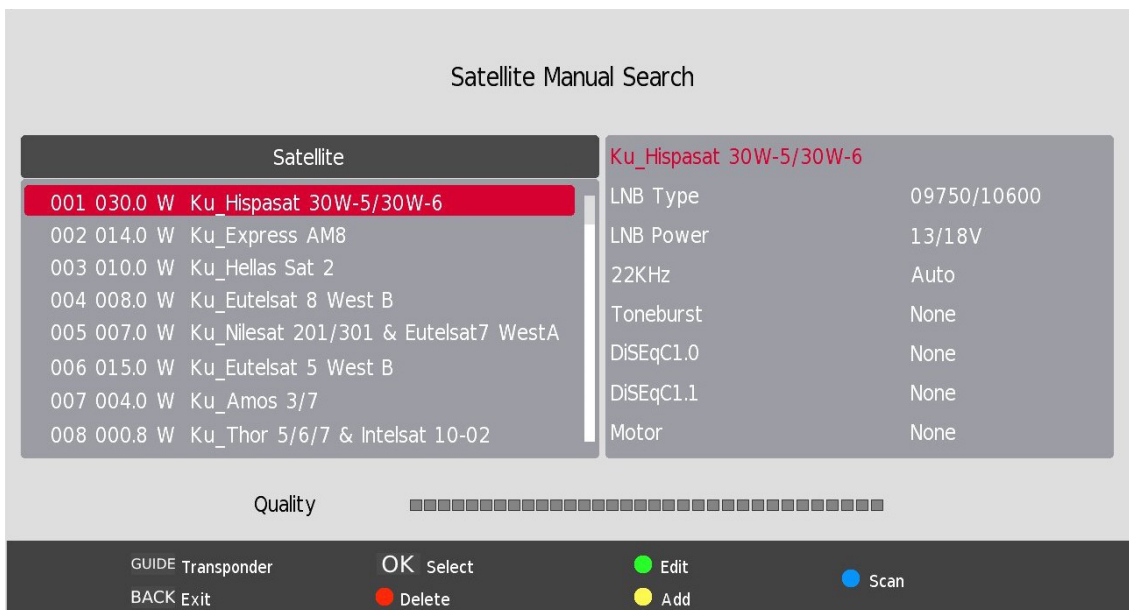 Satellite Manual Search
Satellite
001 030.0 W Ku_Hispasat 30W-5/30W-6
002 014.0 W Ku_Express AM8
003 010.0 W Ku_Hellas Sat 2
004 008.0 W Ku_Eutelsat 8 West B
005 007.0 W Ku_Nilesat 201/301 & Eutelsat7 WestA
006 015.0 W Ku_Eutelsat 5 West B
007 004.0 W Ku_Amos 3/7
008 000.8 W Ku_Thor 5/6/7 & Intelsat 10-02
Ku_Hispasat 30W-5/30W-6
LNB Type 09750/10600
LNB Power 13/18V
22KHz Auto
Toneburst None
DiSEqC1.0 None
DiSEqC1.1 None
Motor None
Quality
GUIDE Transponder OK Select Edit Scan
BACK Exit Delete Add